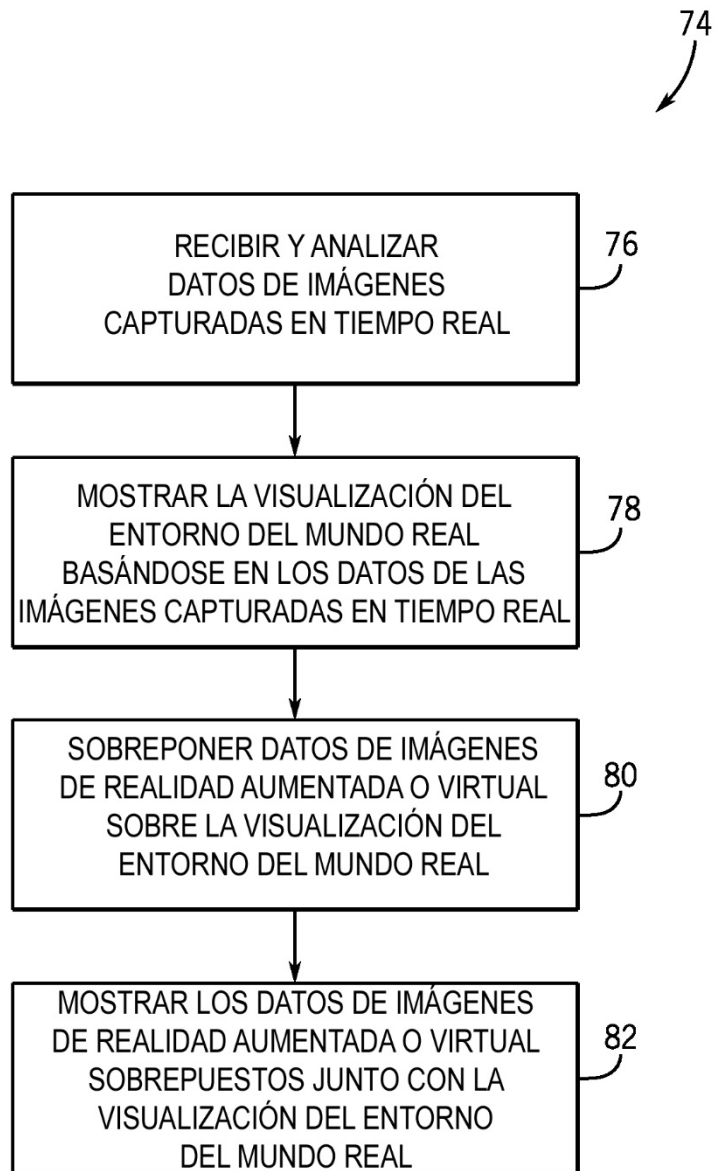 74
RECIBIR Y ANALIZAR
DATOS DE IMÁGENES
CAPTURADAS EN TIEMPO REAL
76
MOSTRAR LA VISUALIZACIÓN DEL
ENTORNO DEL MUNDO REAL
BASÁNDOSE EN LOS DATOS DE LAS
IMÁGENES CAPTURADAS EN TIEMPO REAL
78
SOBREPONER DATOS DE IMÁGENES
DE REALIDAD AUMENTADA O VIRTUAL
SOBRE LA VISUALIZACIÓN DEL
ENTORNO DEL MUNDO REAL
80
MOSTRAR LOS DATOS DE IMÁGENES
DE REALIDAD AUMENTADA O VIRTUAL
SOBREPUESTOS JUNTO CON LA
VISUALIZACIÓN DEL ENTORNO
DEL MUNDO REAL
82